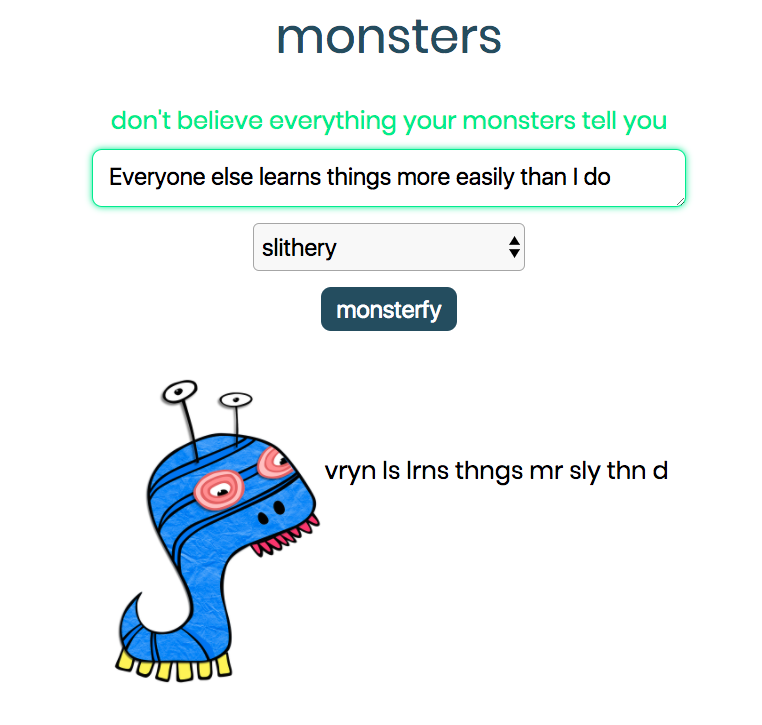 monsters
don't believe everything your monsters tell you
Everyone else learns things more easily than I do
slithery
monsterfy
vryn ls lrns thngs mr sly thn d